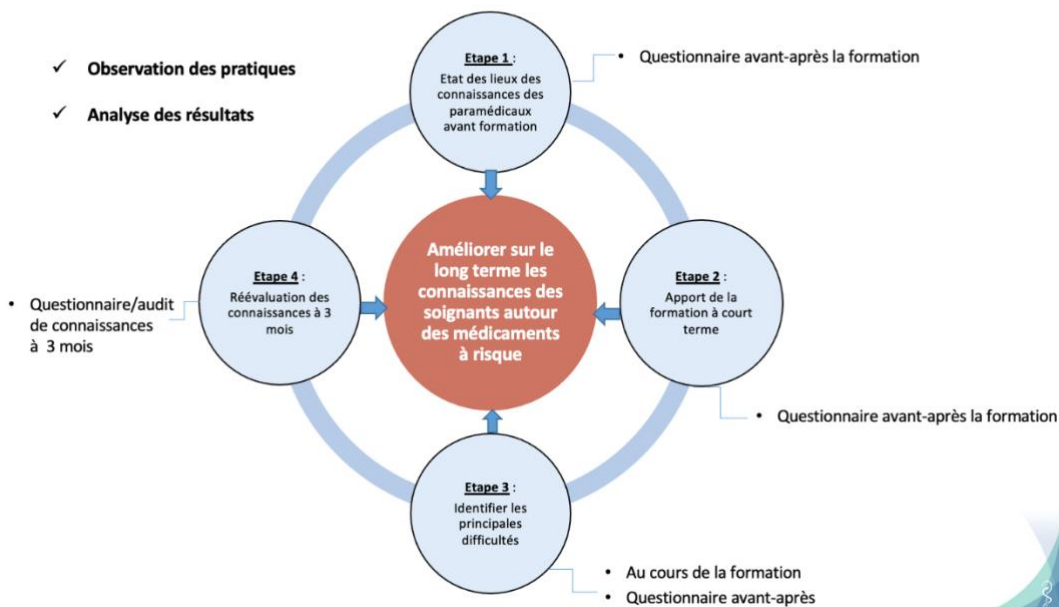 ✓ Observation des pratiques
✓ Analyse des résultats
Etape 1 :
Etat des lieux des
connaissances des
paramédicaux
avant formation
• Questionnaire avant-après la formation
Améliorer sur le
long terme les
connaissances des
soignants autour
des médicaments
à risque
Etape 2 :
Apport de la
formation à court
terme
• Questionnaire avant-après la formation
Etape 3 :
Identifier les
principales
difficultés
• Au cours de la formation
• Questionnaire avant-après
Etape 4 :
Réévaluation des
connaissances à 3
mois
• Questionnaire/audit
de connaissances
à 3 mois